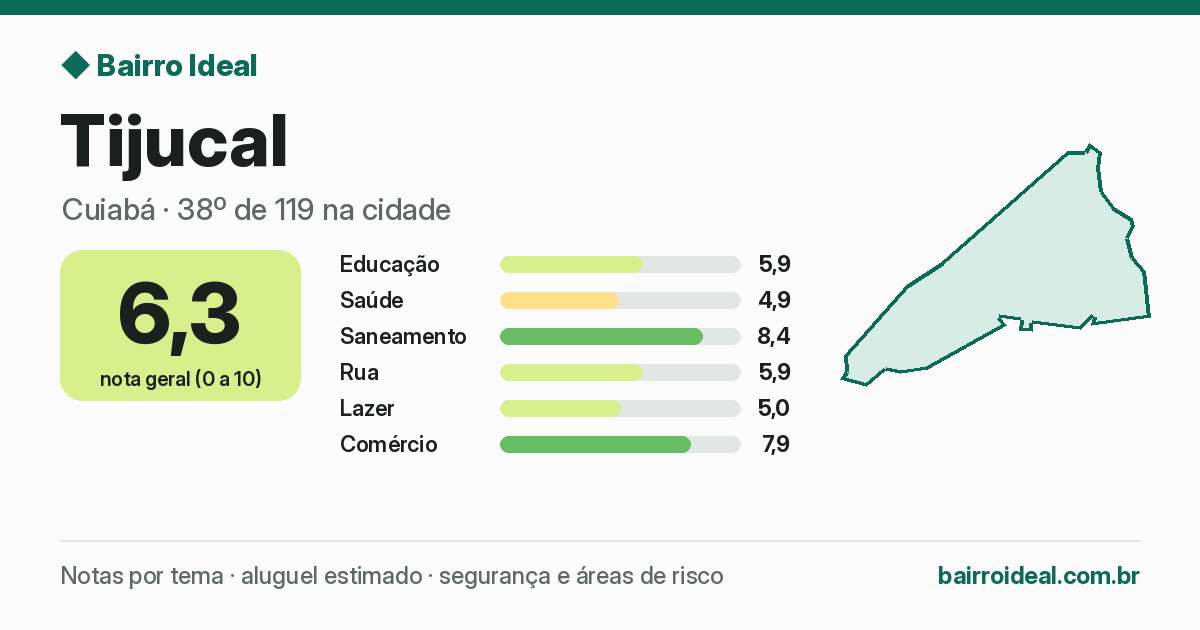 Bairro Ideal
Tijucal
Cuiabá · 38º de 119 na cidade
6,3
nota geral (0 a 10)
Educação 5,9
Saúde 4,9
Saneamento 8,4
Rua 5,9
Lazer 5,0
Comércio 7,9
Notas por tema · aluguel estimado · segurança e áreas de risco
bairroideal.com.br